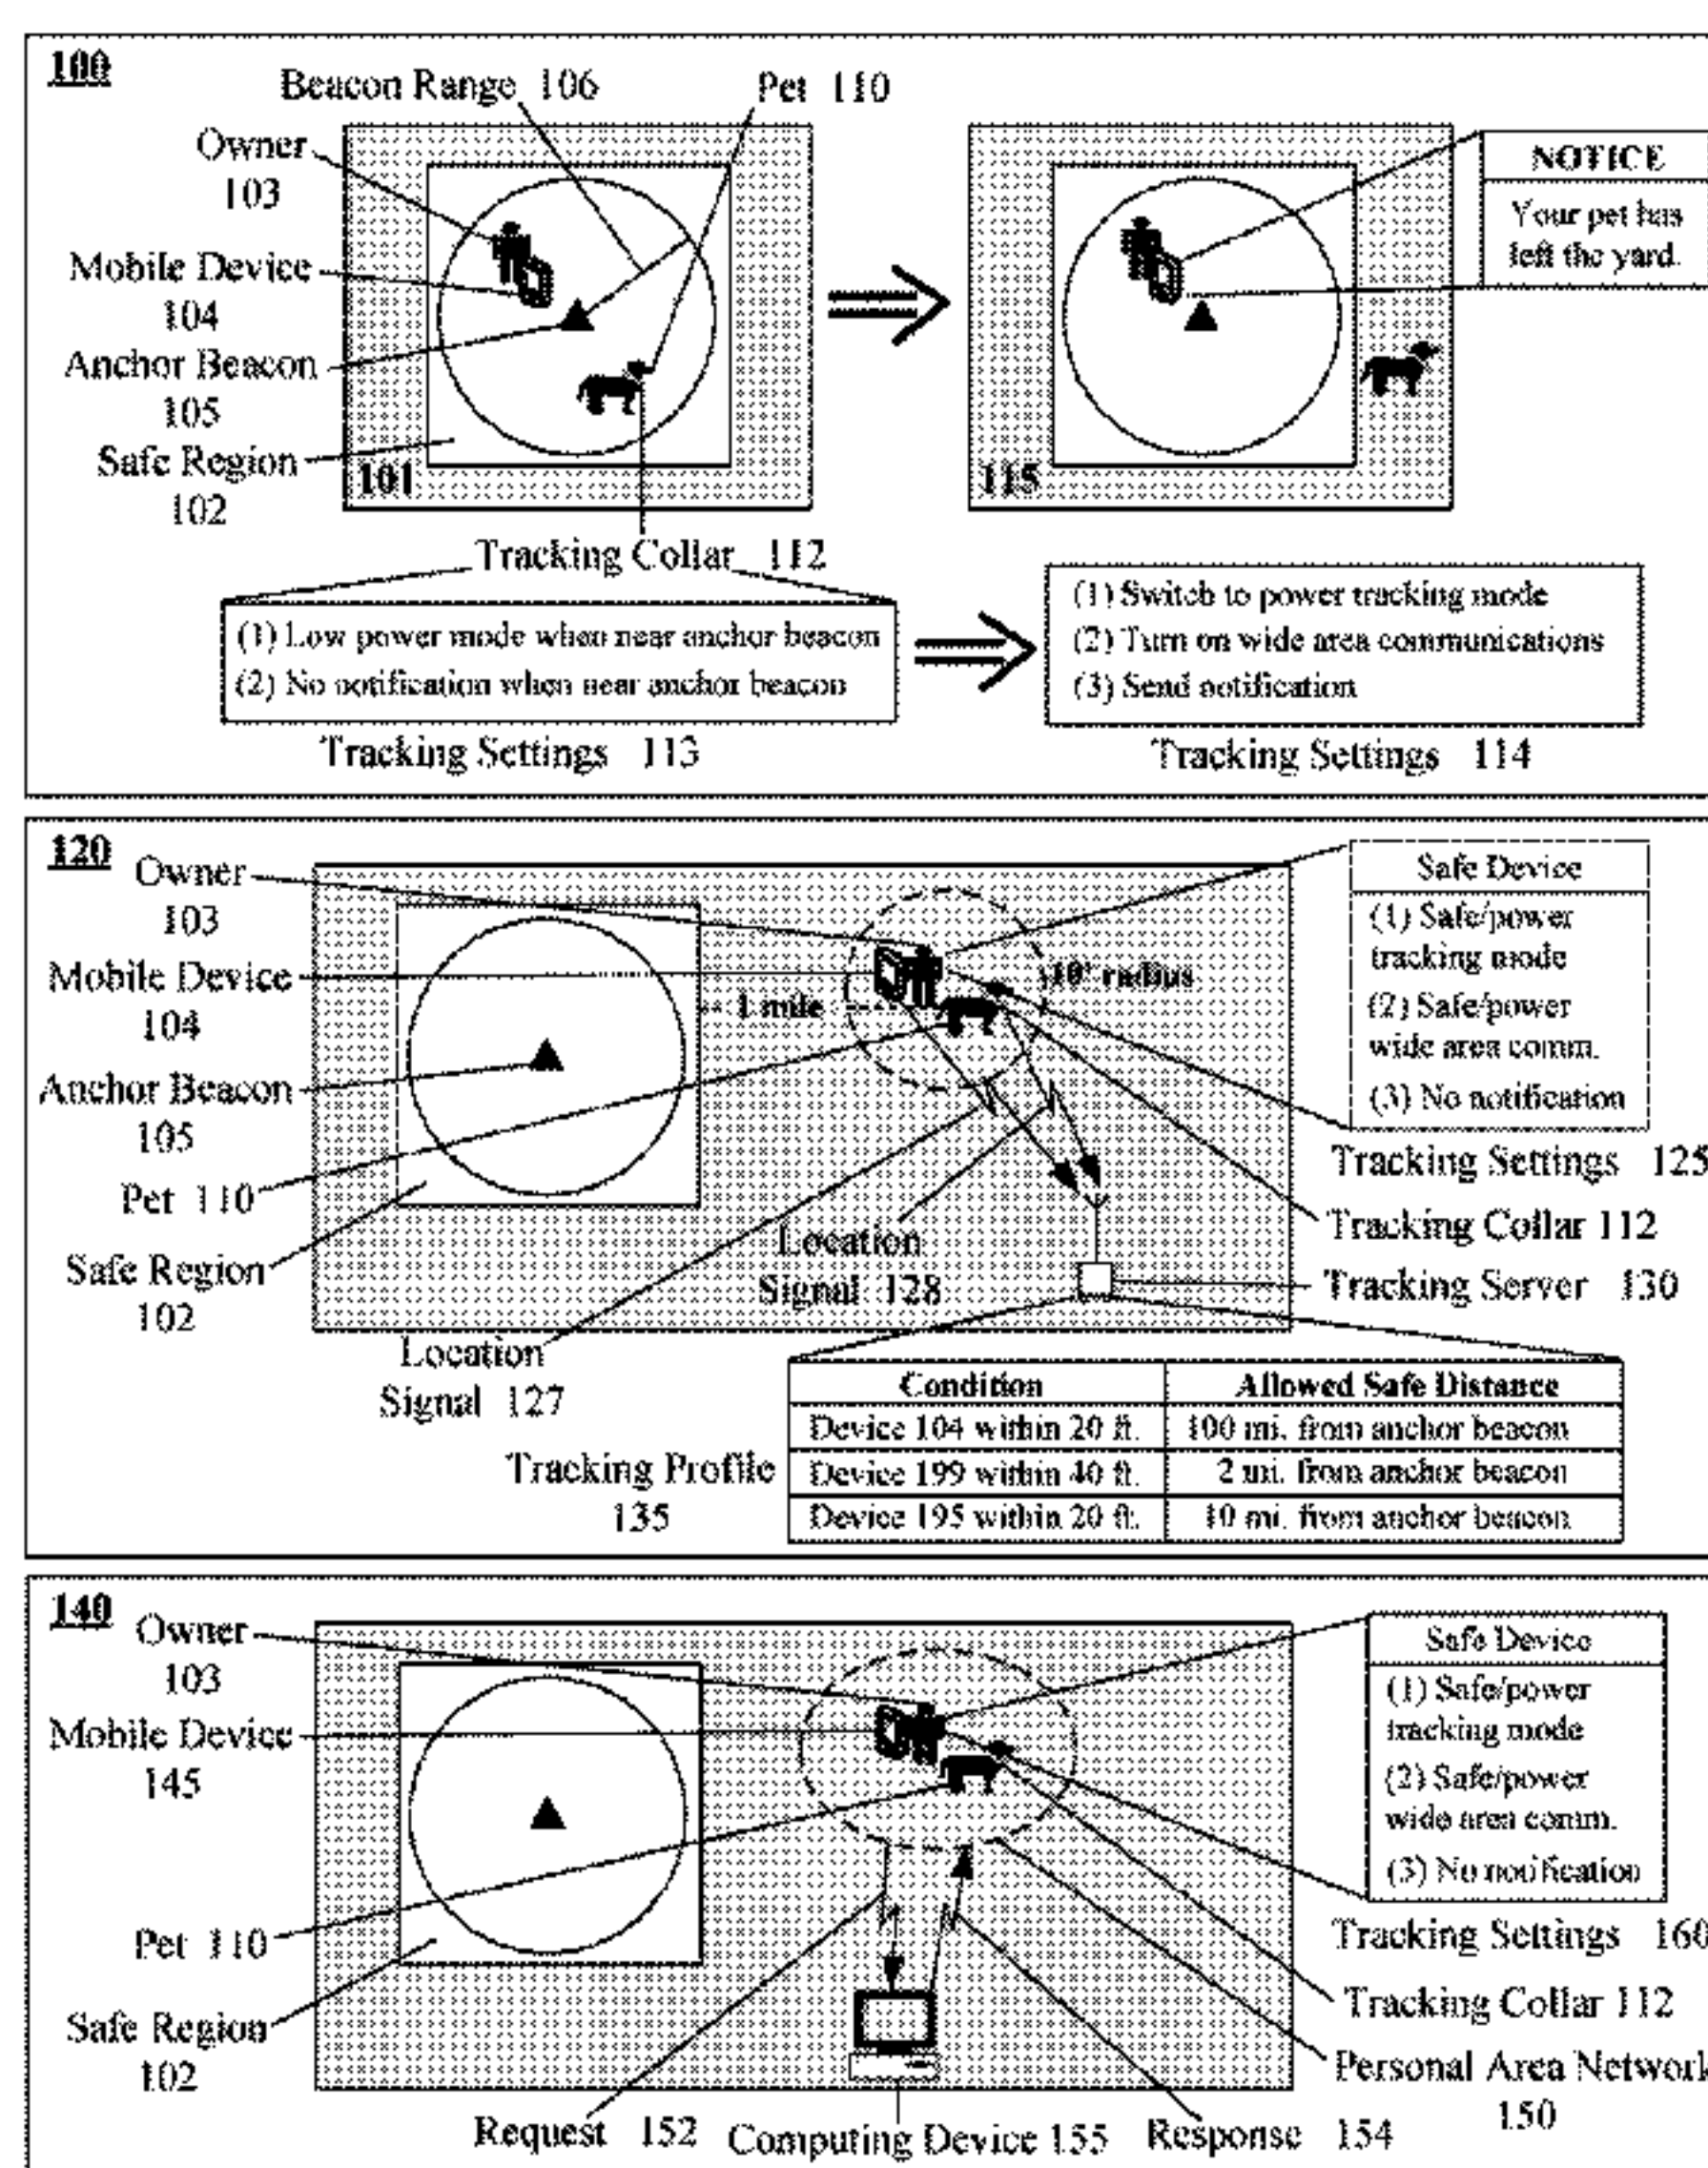 100
Beacon Range 106
Pet 110
Owner
103
Mobile Device
104
Anchor Beacon
105
Safe Region
102
101
115
NOTICE
Your pet has
left the yard.
Tracking Collar 112
(1) Low power mode when near anchor beacon
(2) No notification when near anchor beacon
Tracking Settings 113
(1) Switch to power tracking mode
(2) Turn on wide area communications
(3) Send notification
Tracking Settings 114
120
Owner
103
Mobile Device
104
Anchor Beacon
105
Pet 110
Safe Region
102
1 mile
10' radius
Safe Device
(1) Safe/power
tracking mode
(2) Safe/power
wide area comm.
(3) No notification
Tracking Settings 125
Tracking Collar 112
Tracking Server 130
Location
Signal 128
Location
Signal 127
Tracking Profile
135
Condition Allowed Safe Distance
Device 104 within 20 ft. 100 mi. from anchor beacon
Device 199 within 40 ft. 2 mi. from anchor beacon
Device 195 within 20 ft. 10 mi. from anchor beacon
140
Owner
103
Mobile Device
145
Pet 110
Safe Region
102
Safe Device
(1) Safe/power
tracking mode
(2) Safe/power
wide area comm.
(3) No notification
Tracking Settings 160
Tracking Collar 112
Personal Area Network
150
Request 152
Computing Device 155
Response 154